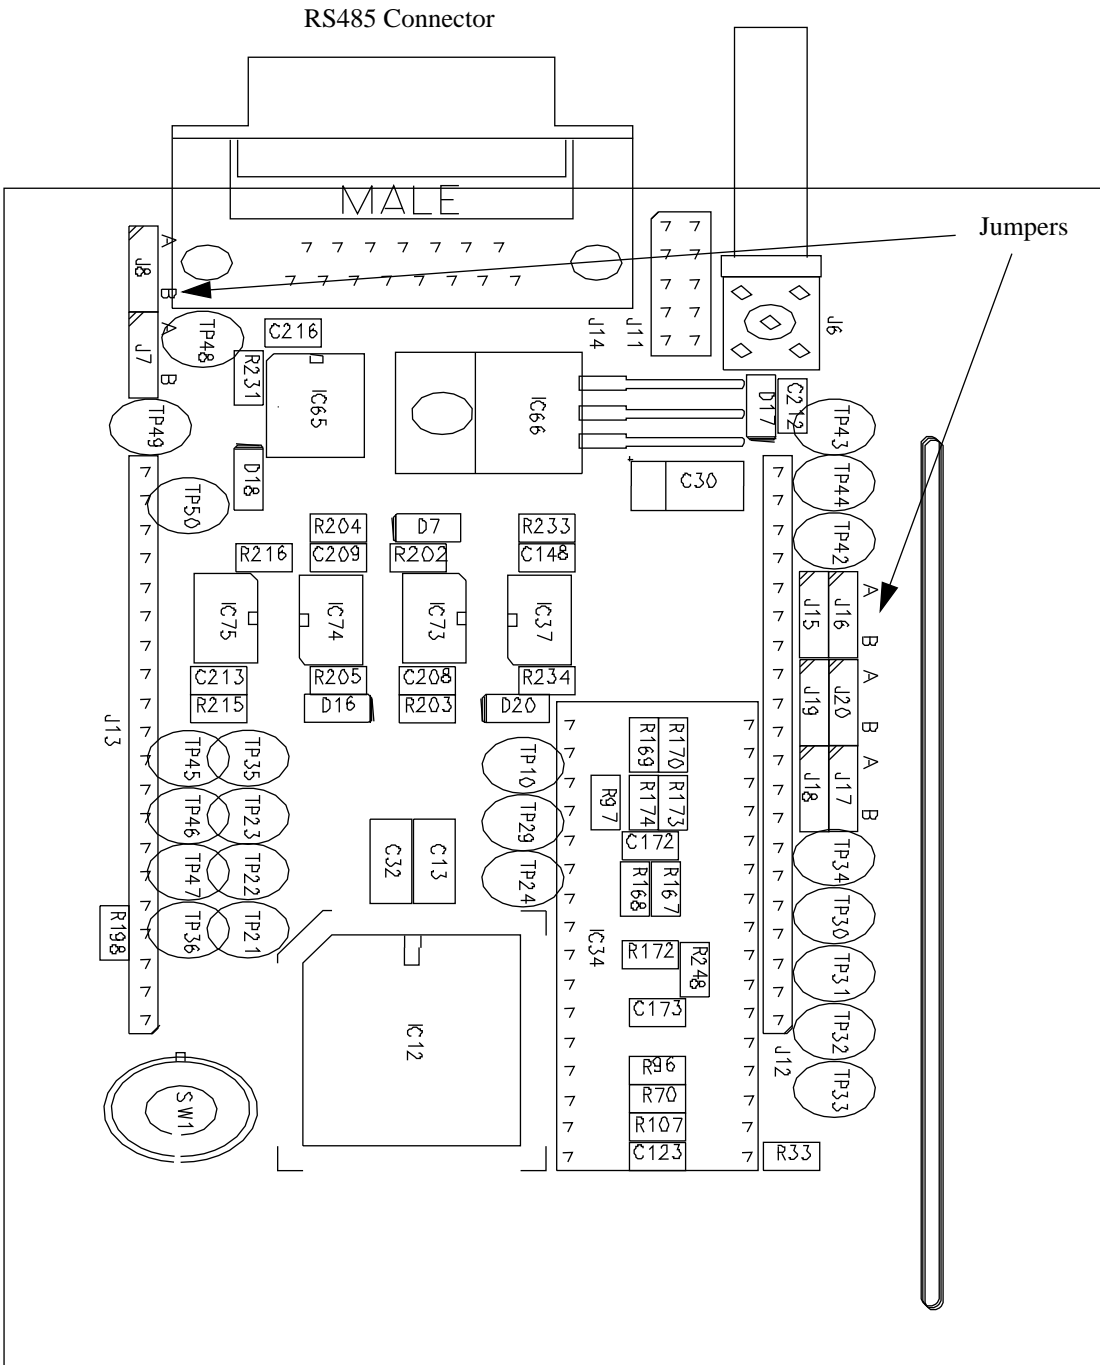 RS485 Connector
MALE
Jumpers
A
J8
B
A
J7
B
TP48
C216
R231
IC65
IC66
J14
J11
J6
D17
C212
TP43
TP49
D18
C30
TP44
TP50
R204
D7
R233
TP42
R216
C209
R202
C148
IC75
IC74
IC73
IC37
J15
J16
A
B
C213
R205
C208
R234
R215
D16
R203
D20
J19
J20
A
B
J13
TP45
TP35
TP10
R169
R170
J18
J17
A
B
TP46
TP23
TP29
R97
R174
R173
C172
TP34
TP47
TP22
C32
C13
TP24
R168
R167
R198
TP36
TP21
IC34
R172
R248
TP30
TP31
C173
IC12
TP32
J12
R96
TP33
R70
SW1
R107
C123
R33